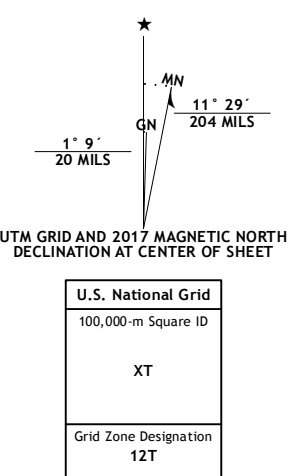 ★
MN
GN
11° 29´
204 MILS
1° 9´
20 MILS
UTM GRID AND 2017 MAGNETIC NORTH
DECLINATION AT CENTER OF SHEET
U.S. National Grid
100,000-m Square ID
XT
Grid Zone Designation
12T